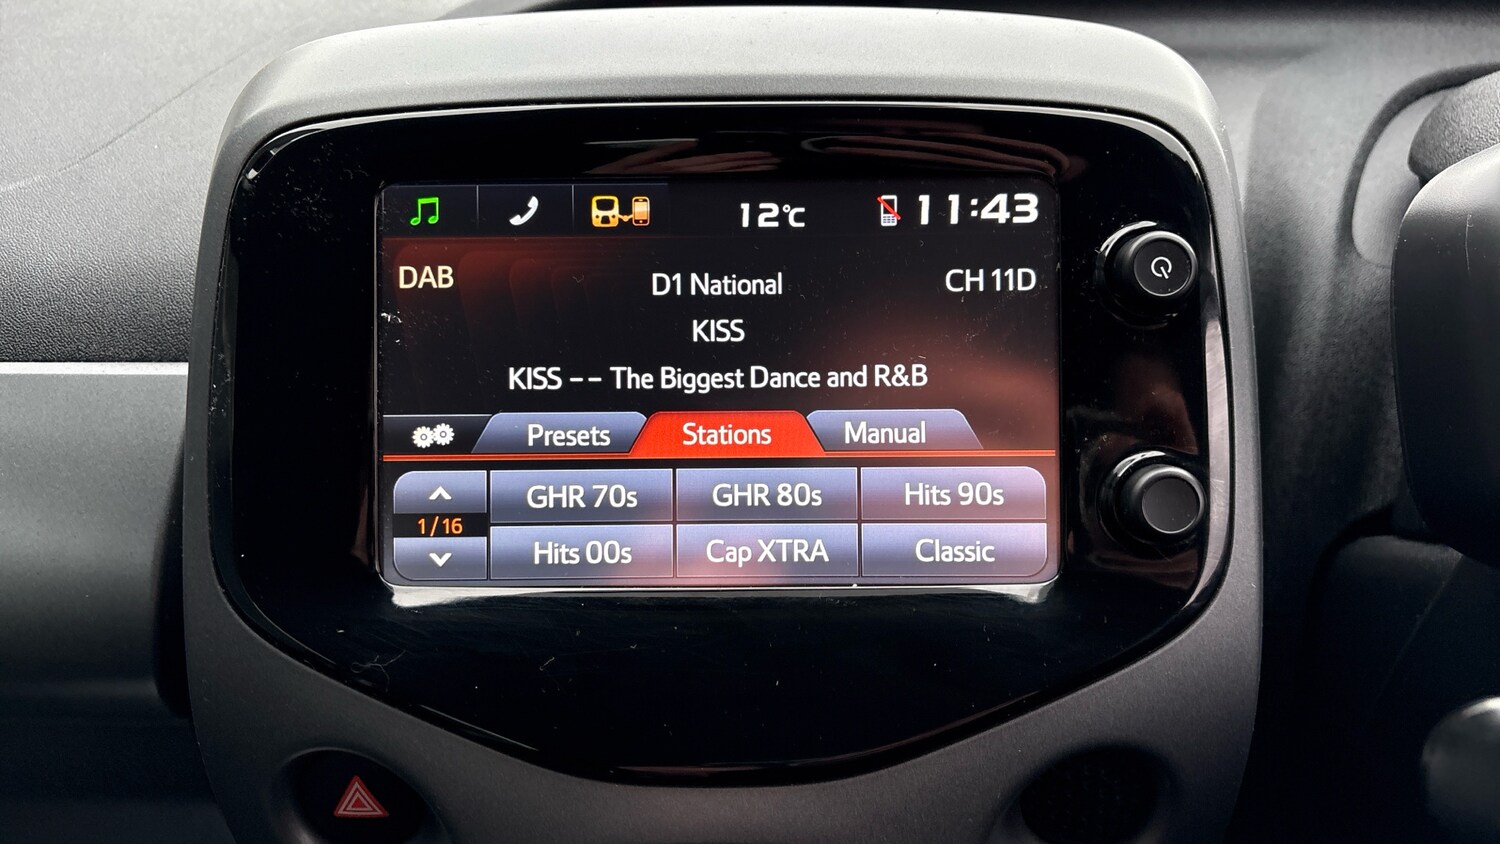 12°C 11:43
DAB D1 National CH 11D
KISS
KISS -- The Biggest Dance and R&B
Presets Stations Manual
GHR 70s GHR 80s Hits 90s
1/16
Hits 00s Cap XTRA Classic